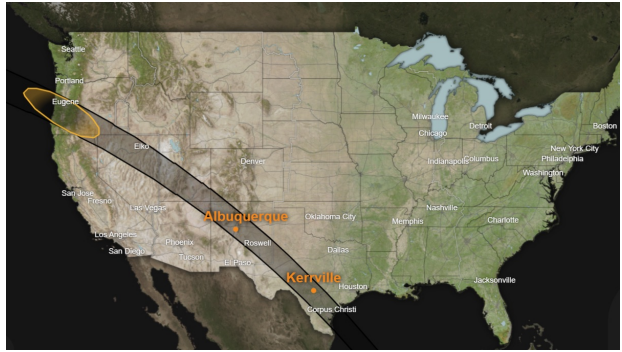 Seattle
Portland
Eugene
Milwaukee
Detroit
Boston
Chicago
Elko
New York City
Denver
Indianapolis
Columbus
Philadelphia
Washington
San Jose
Fresno
Las Vegas
Nashville
Albuquerque
Oklahoma City
Memphis
Charlotte
Los Angeles
Phoenix
Roswell
San Diego
Tucson
El Paso
Dallas
Kerrville
Houston
Jacksonville
Corpus Christi